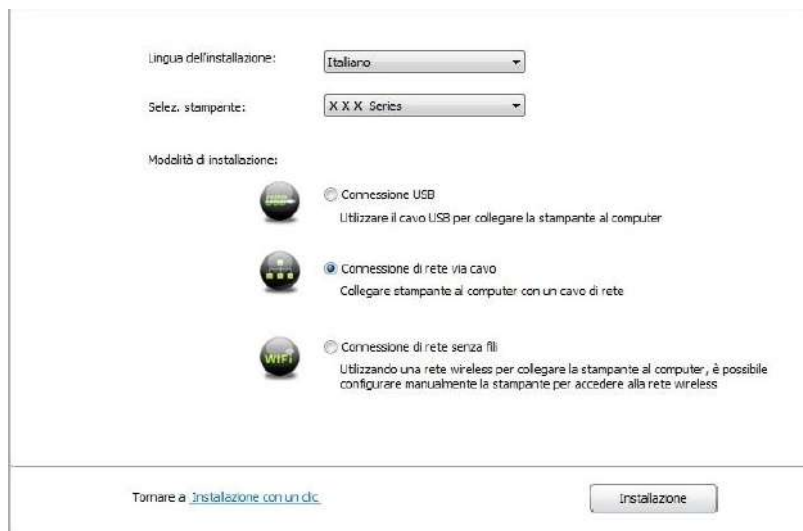 Lingua dell'installazione:
Italiano
Selez. stampante:
X X X Series
Modalità di installazione:
Connessione USB
Utilizzare il cavo USB per collegare la stampante al computer
Connessione di rete via cavo
Collegare stampante al computer con un cavo di rete
WiFi
Connessione di rete senza fili
Utilizzando una rete wireless per collegare la stampante al computer, è possibile
configurare manualmente la stampante per accedere alla rete wireless
Tornare a Installazione con un clic
Installazione